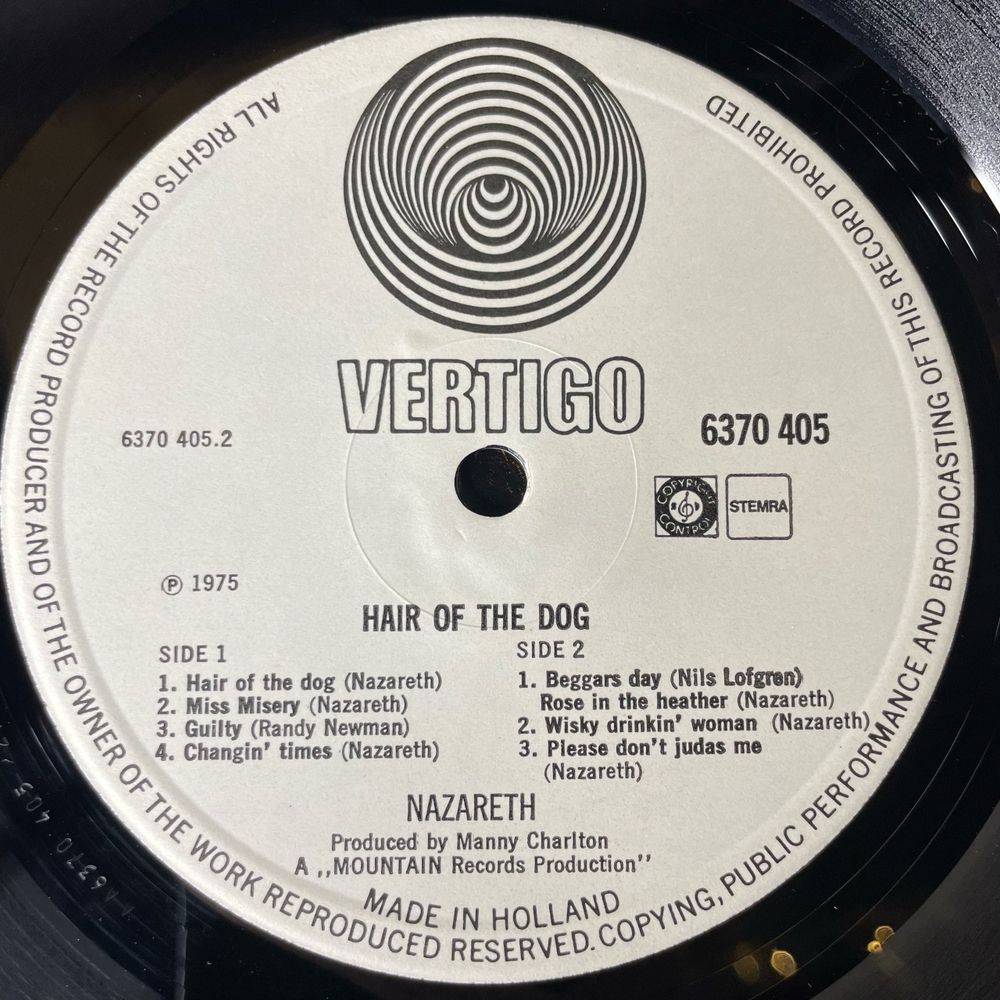 ALL RIGHTS OF THE RECORD PRODUCER AND OF THE OWNER OF THE WORK REPRODUCED RESERVED. COPYING, PUBLIC PERFORMANCE AND BROADCASTING OF THIS RECORD PROHIBITED
VERTIGO
6370 405.2
6370 405
COPYRIGHT CONTROL
STEMRA
Ⓟ 1975
HAIR OF THE DOG
SIDE 1
1. Hair of the dog (Nazareth)
2. Miss Misery (Nazareth)
3. Guilty (Randy Newman)
4. Changin' times (Nazareth)
SIDE 2
1. Beggars day (Nils Lofgren)
Rose in the heather (Nazareth)
2. Wisky drinkin' woman (Nazareth)
3. Please don't judas me
(Nazareth)
NAZARETH
Produced by Manny Charlton
A ,,MOUNTAIN Records Production''
MADE IN HOLLAND